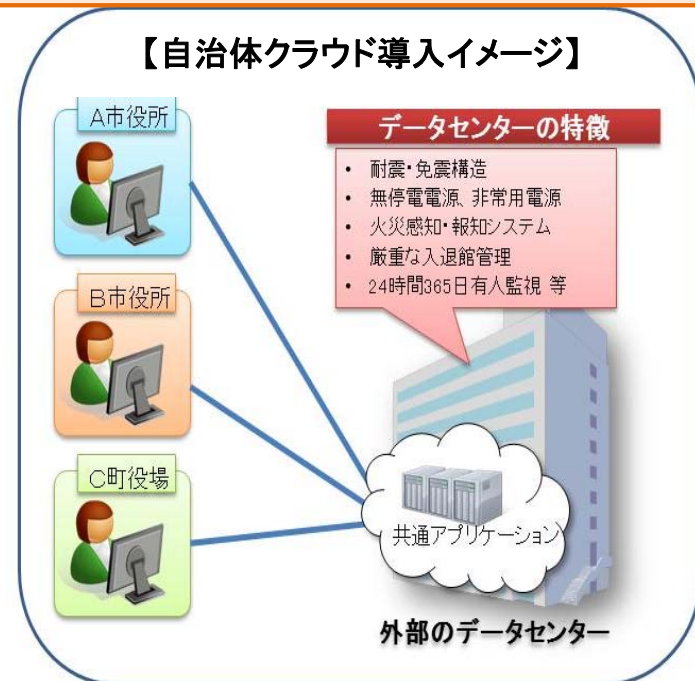 【自治体クラウド導入イメージ】
A市役所
データセンターの特徴
・ 耐震・免震構造
・ 無停電電源、非常用電源
・ 火災感知・報知システム
・ 厳重な入退館管理
・ 24時間365日有人監視 等
B市役所
C町役場
共通アプリケーション
外部のデータセンター